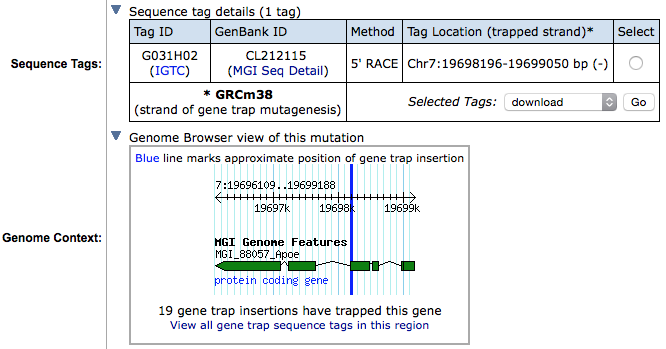 Sequence tag details (1 tag)
Tag ID GenBank ID Method Tag Location (trapped strand)* Select
Sequence Tags:
G031H02 CL212115 5' RACE Chr7:19698196-19699050 bp (-)
(IGTC) (MGI Seq Detail)
* GRCm38
(strand of gene trap mutagenesis)
Selected Tags: download Go
Genome Browser view of this mutation
Genome Context:
Blue line marks approximate position of gene trap insertion
7:19696109..19699188
19697k 19698k 19699k
MGI Genome Features
MGI_88057_Apoe
protein coding gene
19 gene trap insertions have trapped this gene
View all gene trap sequence tags in this region